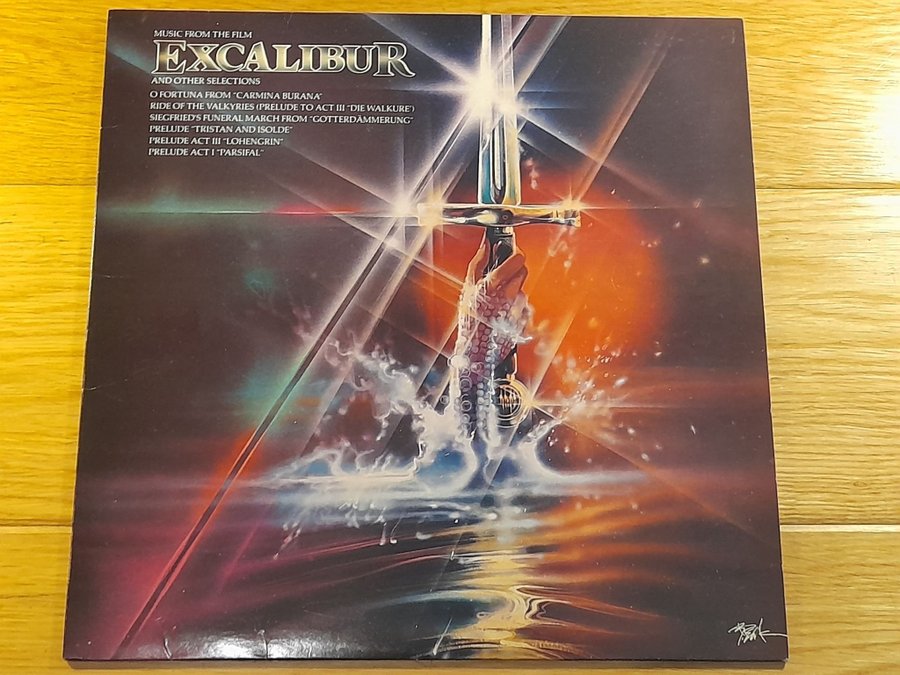 MUSIC FROM THE FILM
EXCALIBUR
AND OTHER SELECTIONS
O FORTUNA FROM "CARMINA BURANA"
RIDE OF THE VALKYRIES (PRELUDE TO ACT III "DIE WALKURE')
SIEGFRIED'S FUNERAL MARCH FROM "GOTTERDÄMMERUNG"
PRELUDE "TRISTAN AND ISOLDE"
PRELUDE ACT III "LOHENGRIN"
PRELUDE ACT I "PARSIFAL"